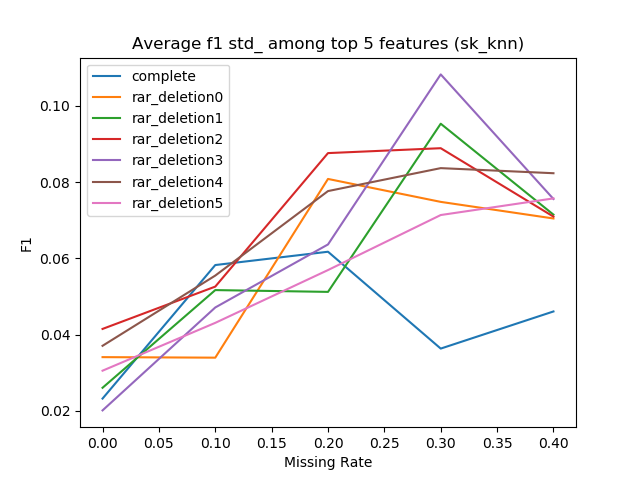 Average f1 std_ among top 5 features (sk_knn)
complete
rar_deletion0
rar_deletion1
rar_deletion2
rar_deletion3
rar_deletion4
rar_deletion5
F1
0.10
0.08
0.06
0.04
0.02
0.00 0.05 0.10 0.15 0.20 0.25 0.30 0.35 0.40
Missing Rate